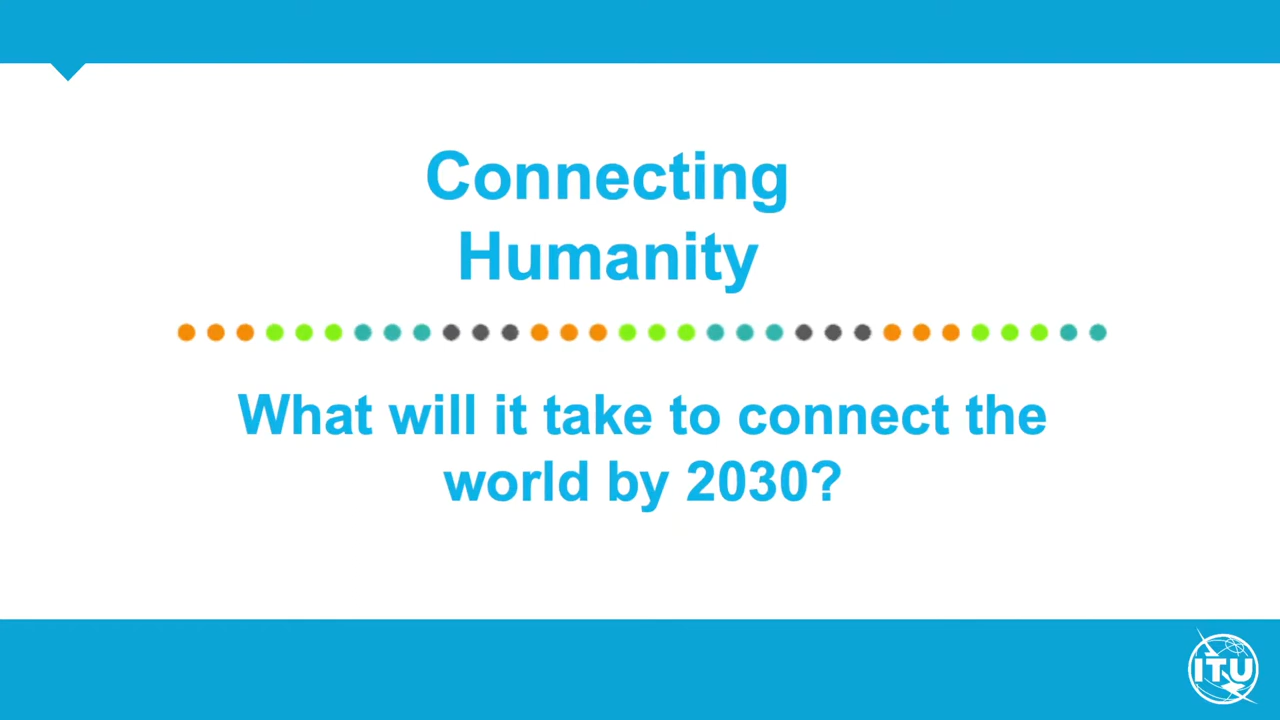 Connecting
Humanity
What will it take to connect the
world by 2030?
ITU